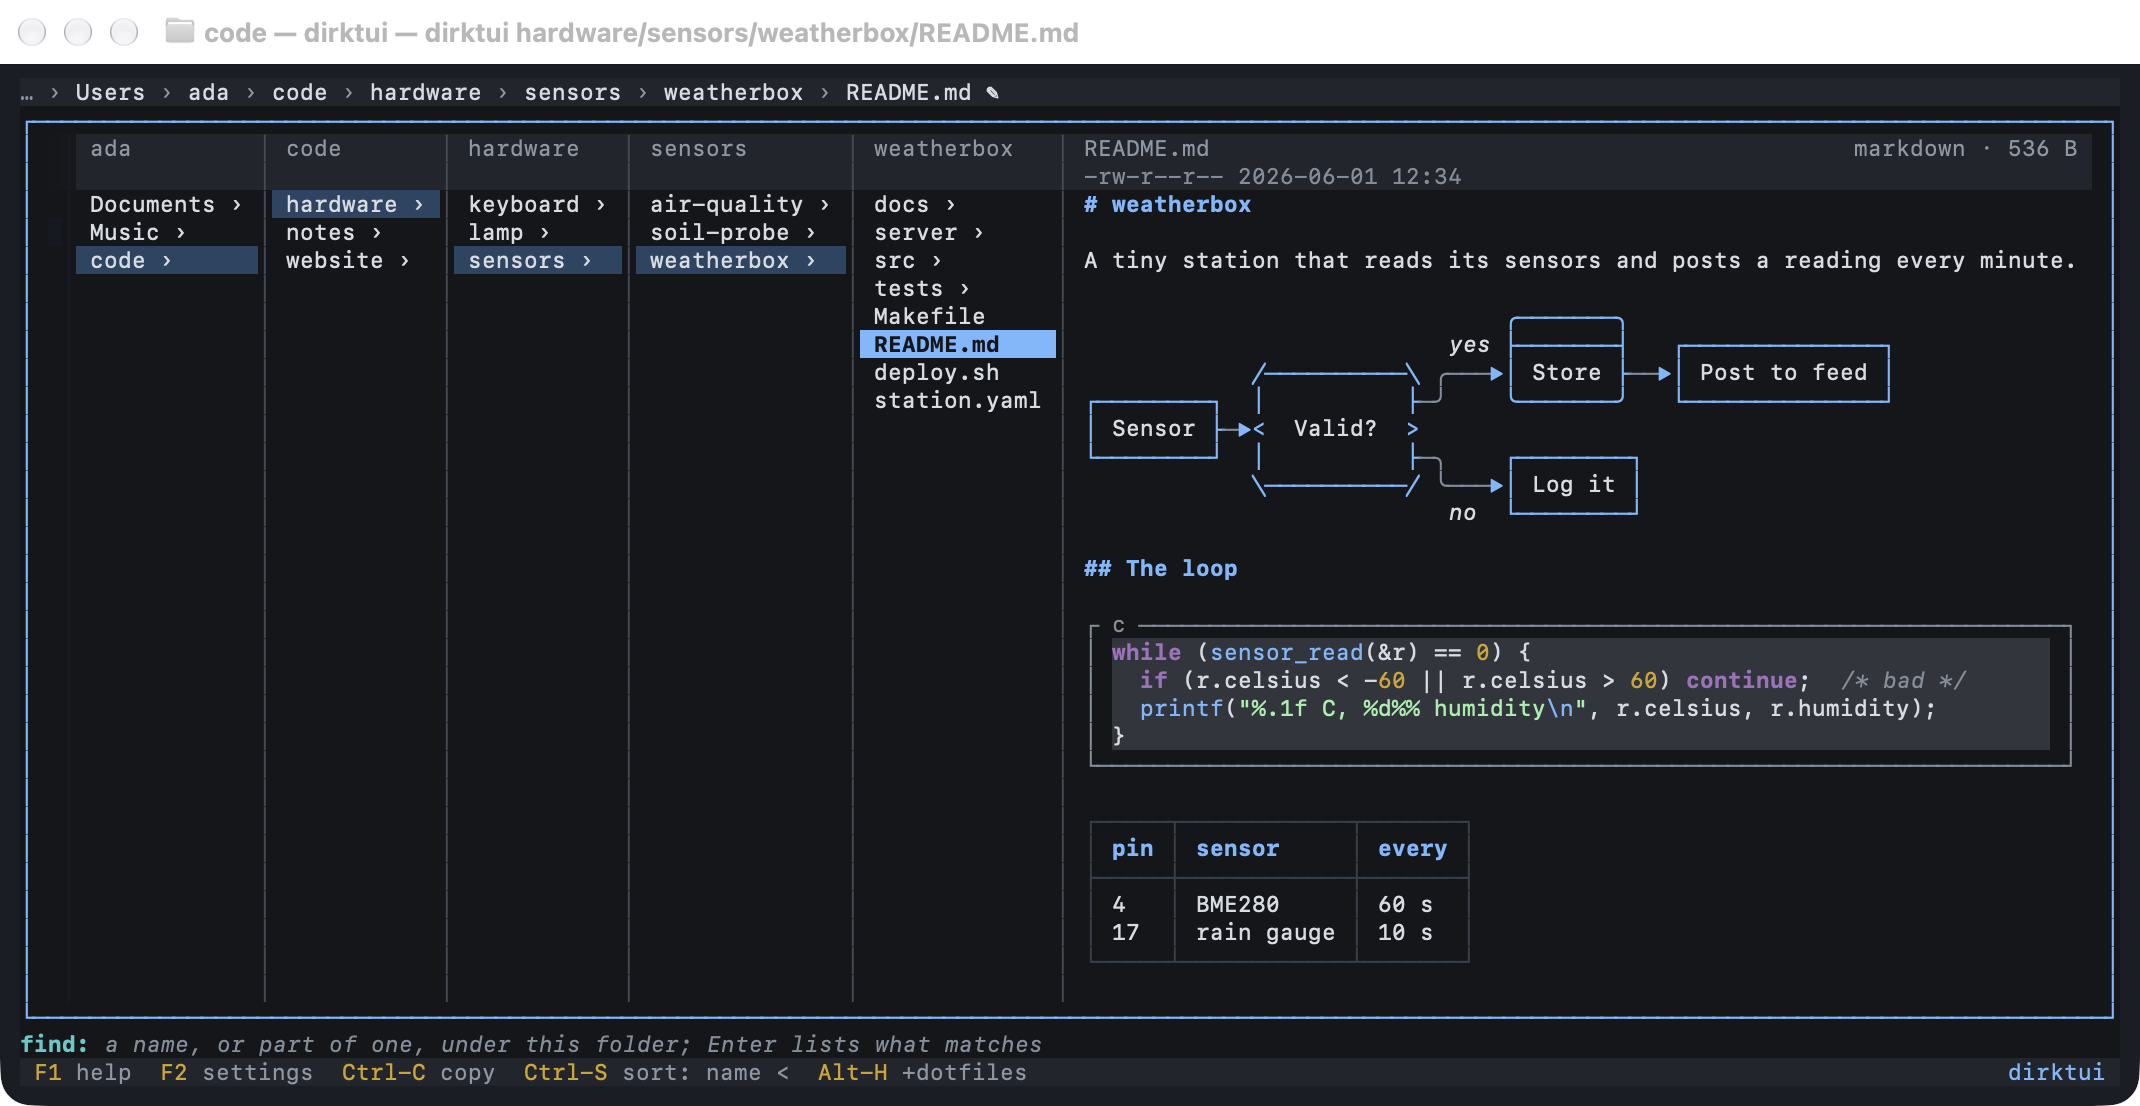 code — dirktui — dirktui hardware/sensors/weatherbox/README.md
… › Users › ada › code › hardware › sensors › weatherbox › README.md ✎
ada code hardware sensors weatherbox README.md markdown · 536 B
-rw-r--r-- 2026-06-01 12:34
Documents › hardware › keyboard › air-quality › docs › # weatherbox
Music › notes › lamp › soil-probe › server ›
code › website › sensors › weatherbox › src › A tiny station that reads its sensors and posts a reading every minute.
tests ›
Makefile
README.md yes
deploy.sh Store Post to feed
station.yaml
Sensor < Valid? >
Log it
no
## The loop
c
while (sensor_read(&r) == 0) {
if (r.celsius < -60 || r.celsius > 60) continue; /* bad */
printf("%.1f C, %d%% humidity\n", r.celsius, r.humidity);
}
pin sensor every
4 BME280 60 s
17 rain gauge 10 s
find: a name, or part of one, under this folder; Enter lists what matches
F1 help F2 settings Ctrl-C copy Ctrl-S sort: name < Alt-H +dotfiles dirktui